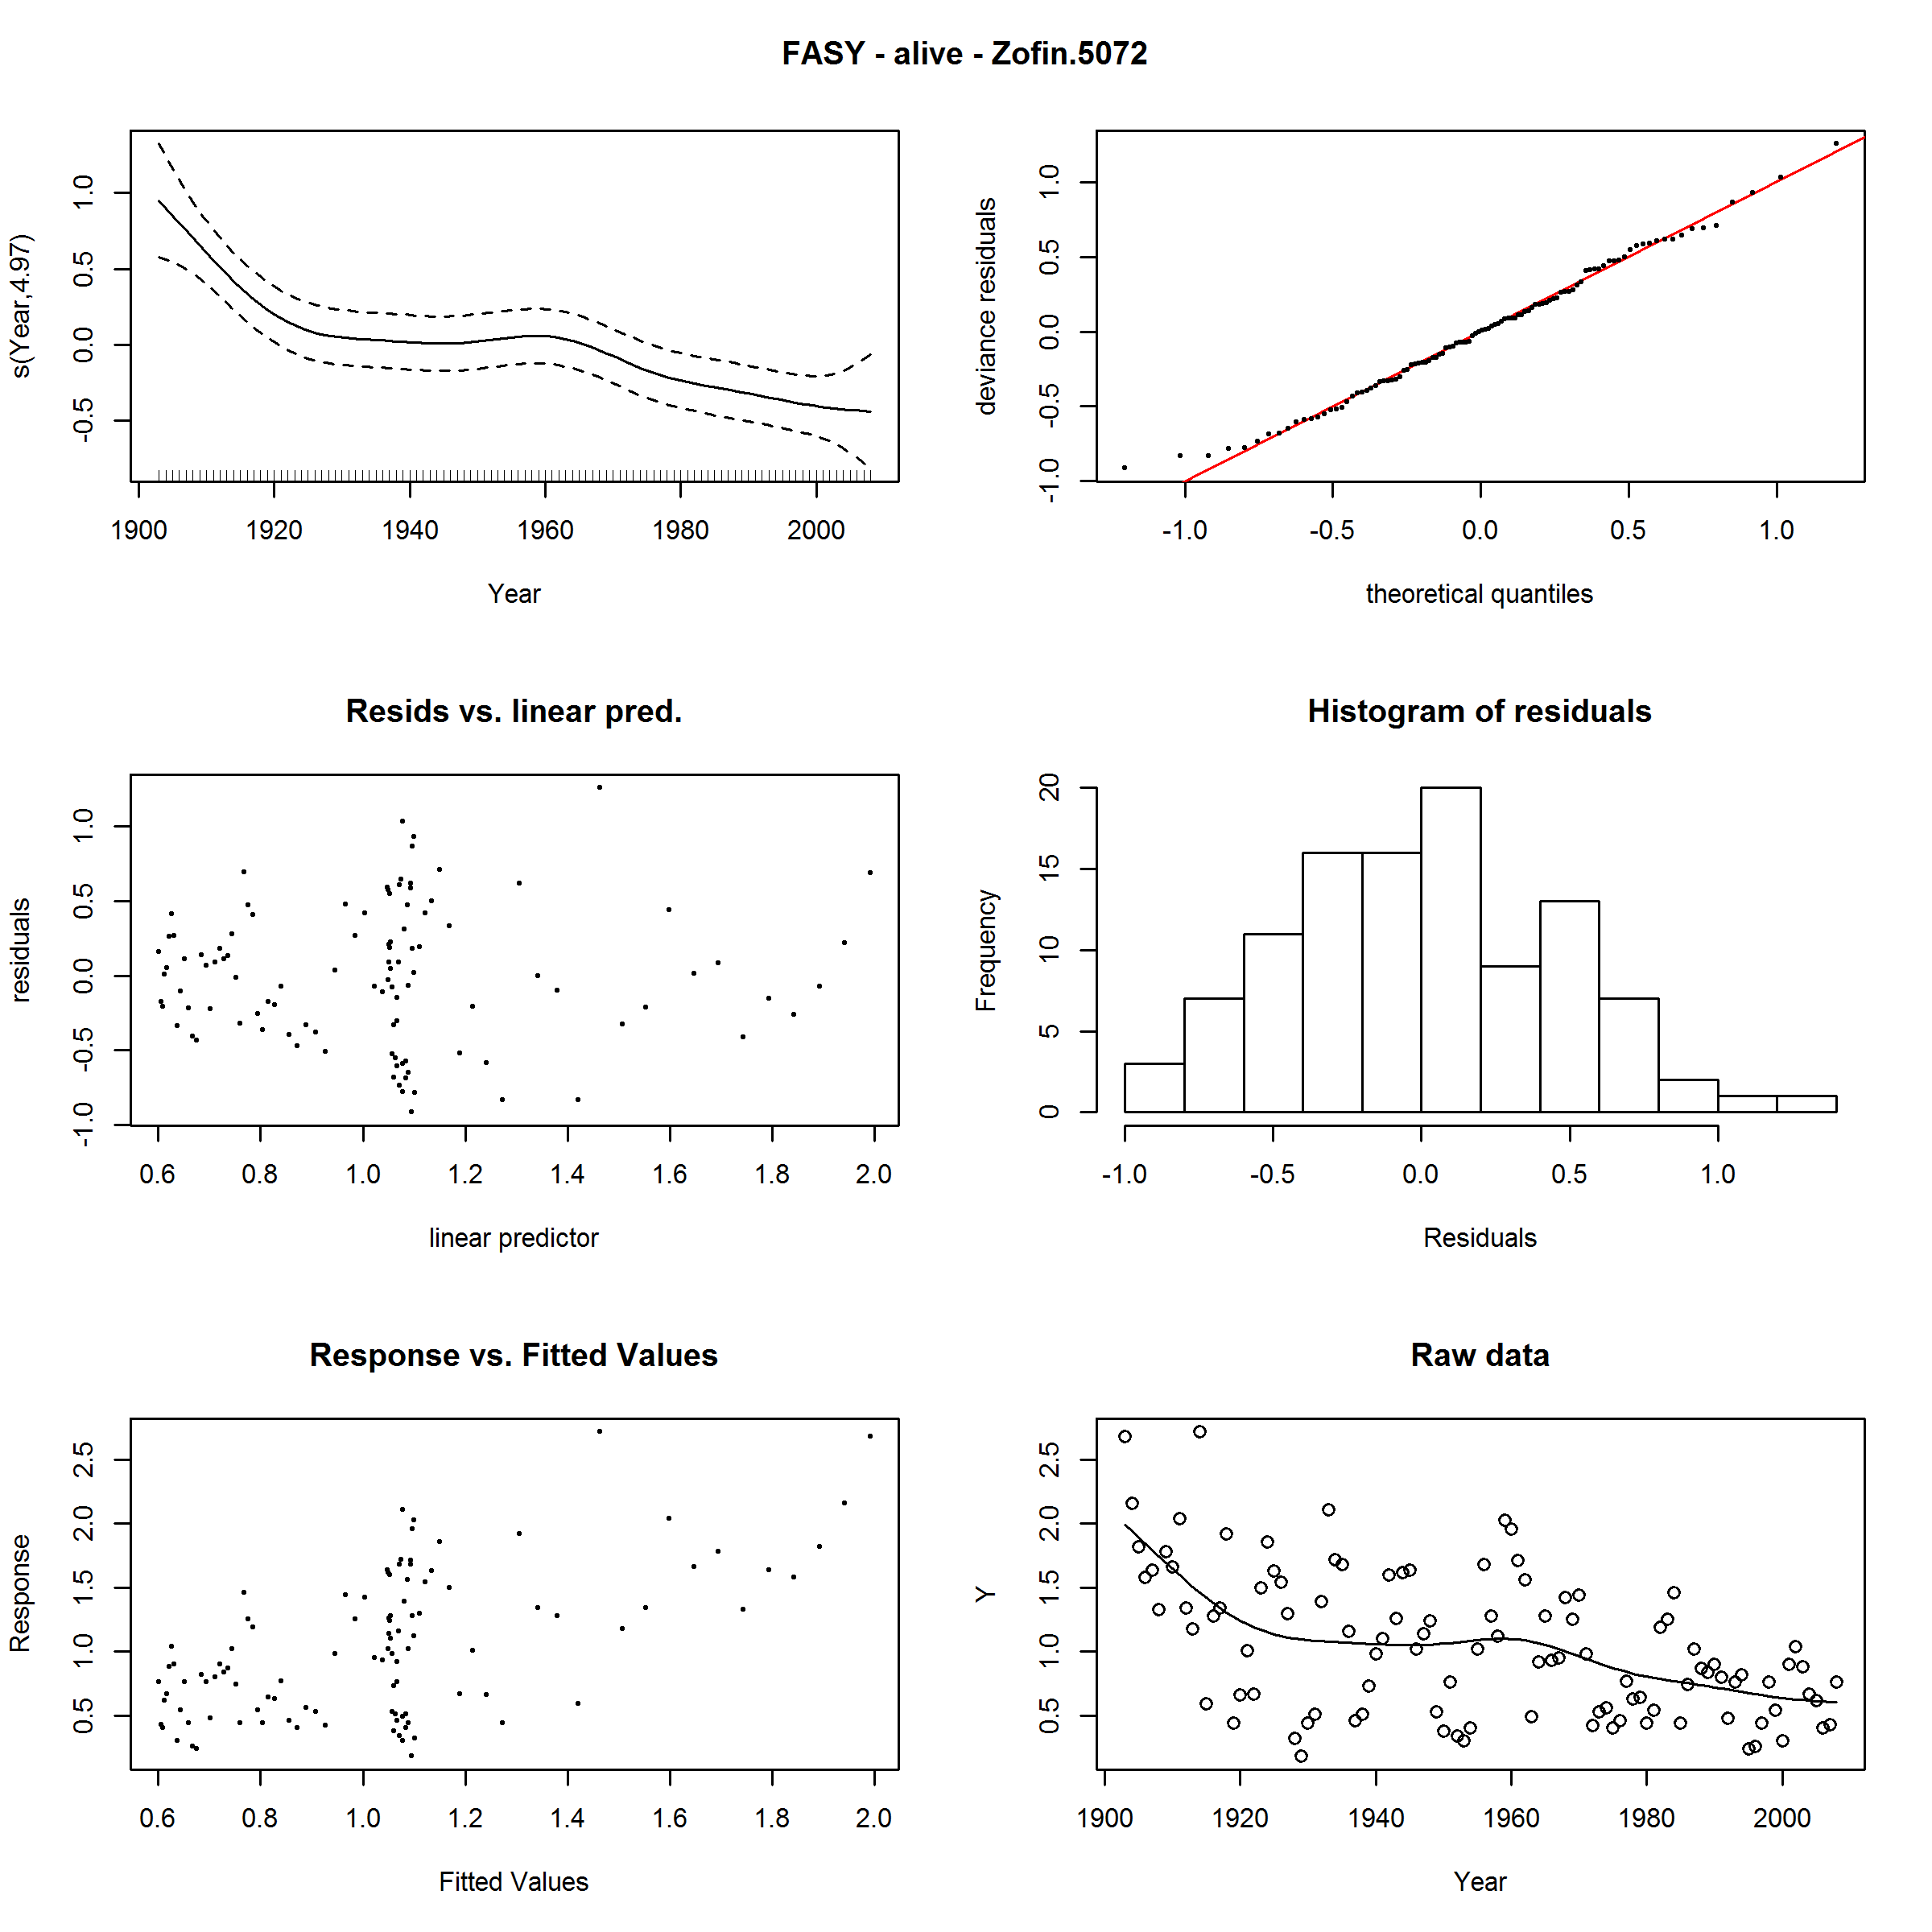 FASY - alive - Zofin.5072
s(Year,4.97)
1.0
0.5
0.0
-0.5
1900 1920 1940 1960 1980 2000
Year
deviance residuals
1.0
0.5
0.0
-0.5
-1.0
-1.0 -0.5 0.0 0.5 1.0
theoretical quantiles
Resids vs. linear pred.
residuals
1.0
0.5
0.0
-0.5
-1.0
0.6 0.8 1.0 1.2 1.4 1.6 1.8 2.0
linear predictor
Histogram of residuals
Frequency
20
15
10
5
0
-1.0 -0.5 0.0 0.5 1.0
Residuals
Response vs. Fitted Values
Response
2.5
2.0
1.5
1.0
0.5
0.6 0.8 1.0 1.2 1.4 1.6 1.8 2.0
Fitted Values
Raw data
Y
2.5
2.0
1.5
1.0
0.5
1900 1920 1940 1960 1980 2000
Year